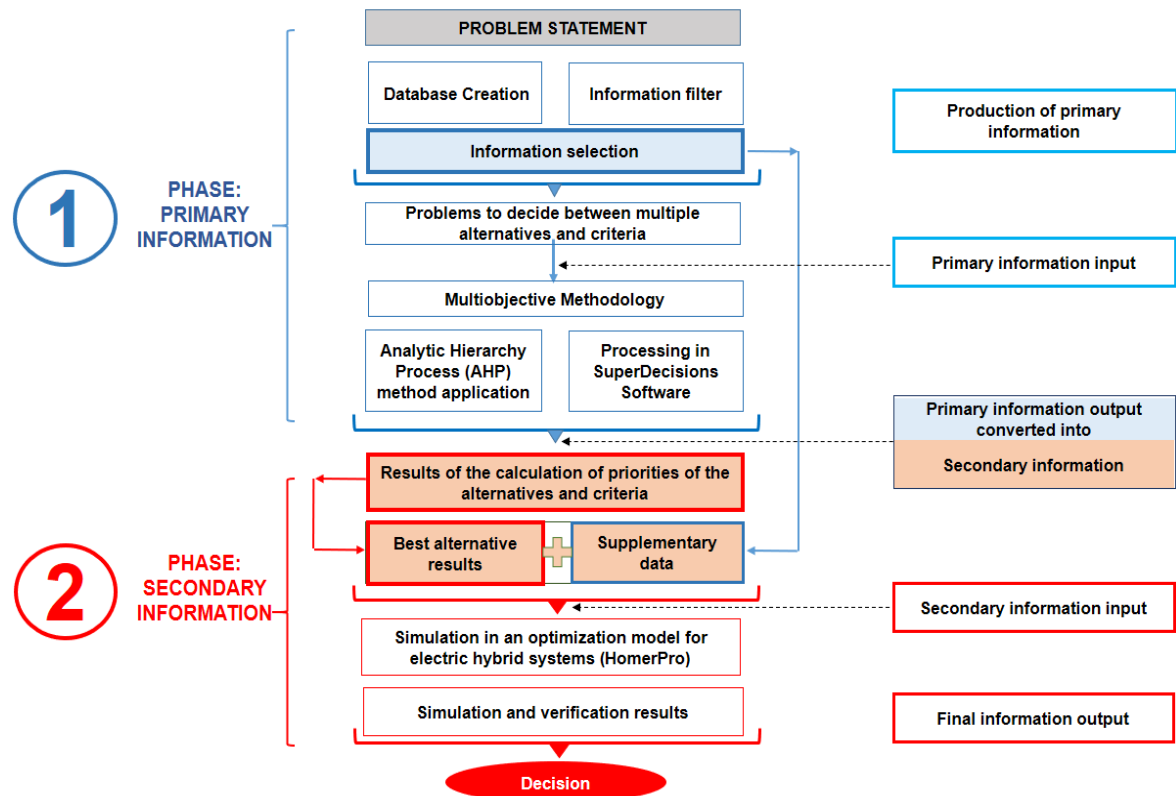 PROBLEM STATEMENT
Database Creation
Information filter
Information selection
Problems to decide between multiple
alternatives and criteria
Multiobjective Methodology
Analytic Hierarchy
Process (AHP)
method application
Processing in
SuperDecisions
Software
1
PHASE:
PRIMARY
INFORMATION
Production of primary
information
Primary information input
Primary information output
converted into
Secondary information
2
PHASE:
SECONDARY
INFORMATION
Results of the calculation of priorities of the
alternatives and criteria
Best alternative
results
Supplementary
data
Simulation in an optimization model for
electric hybrid systems (HomerPro)
Simulation and verification results
Decision
Secondary information input
Final information output